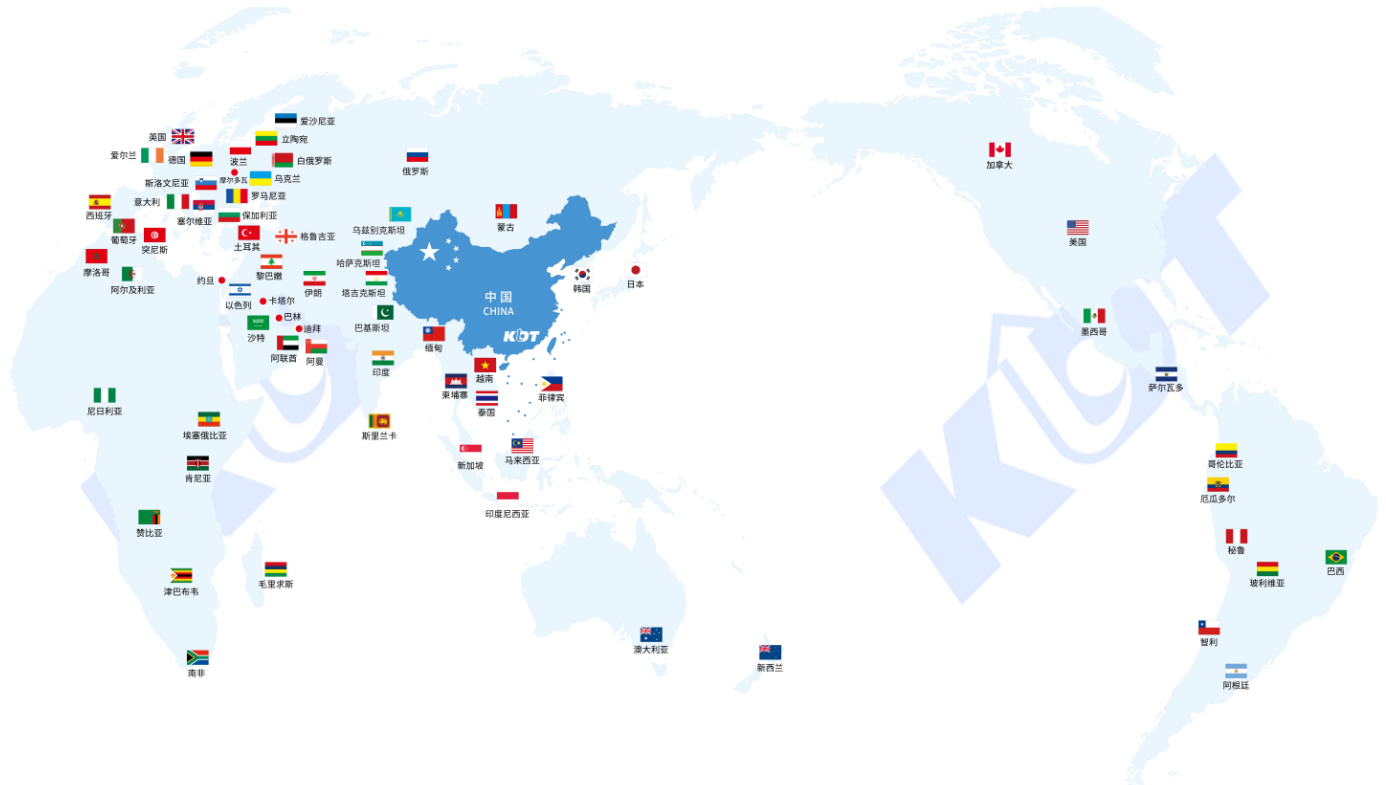 爱沙尼亚
英国
立陶宛
爱尔兰
德国
波兰
白俄罗斯
俄罗斯
加拿大
斯洛文尼亚
摩尔多瓦
乌克兰
意大利
罗马尼亚
西班牙
塞尔维亚
保加利亚
乌兹别克斯坦
蒙古
美国
葡萄牙
突尼斯
土耳其
格鲁吉亚
哈萨克斯坦
摩洛哥
阿尔及利亚
约旦
黎巴嫩
伊朗
塔吉克斯坦
中国
CHINA
韩国
日本
以色列
卡塔尔
巴林
迪拜
沙特
巴基斯坦
KDT
墨西哥
阿联酋
阿曼
缅甸
印度
越南
柬埔寨
泰国
菲律宾
萨尔瓦多
尼日利亚
埃塞俄比亚
斯里兰卡
肯尼亚
新加坡
马来西亚
哥伦比亚
厄瓜多尔
印度尼西亚
赞比亚
秘鲁
津巴布韦
毛里求斯
玻利维亚
巴西
南非
澳大利亚
新西兰
智利
阿根廷